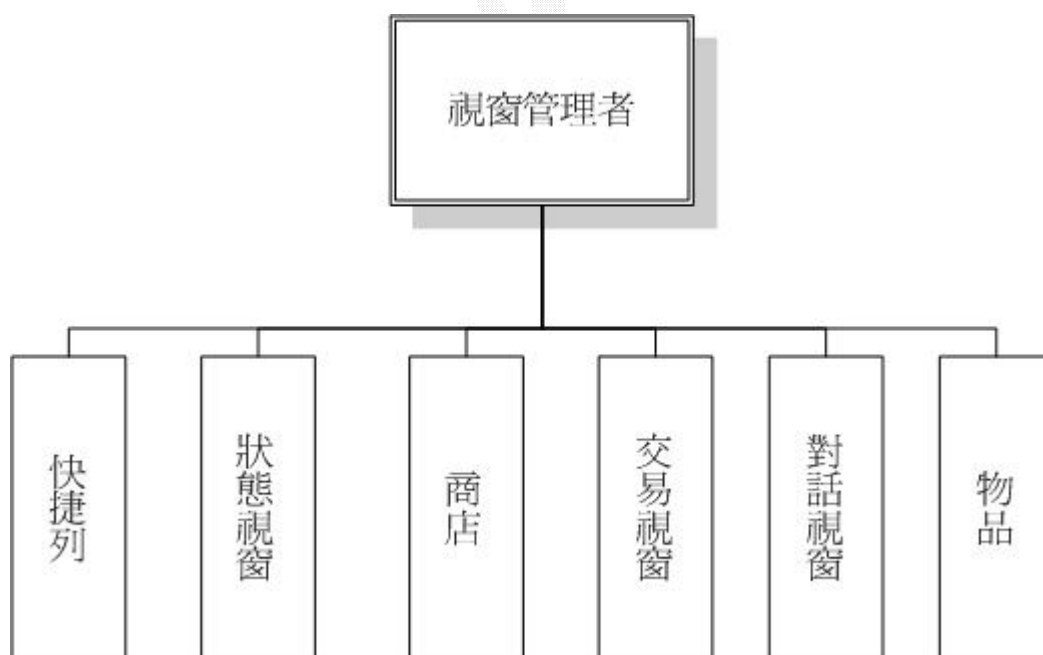 視窗管理者
快捷列
狀態視窗
商店
交易視窗
對話視窗
物品